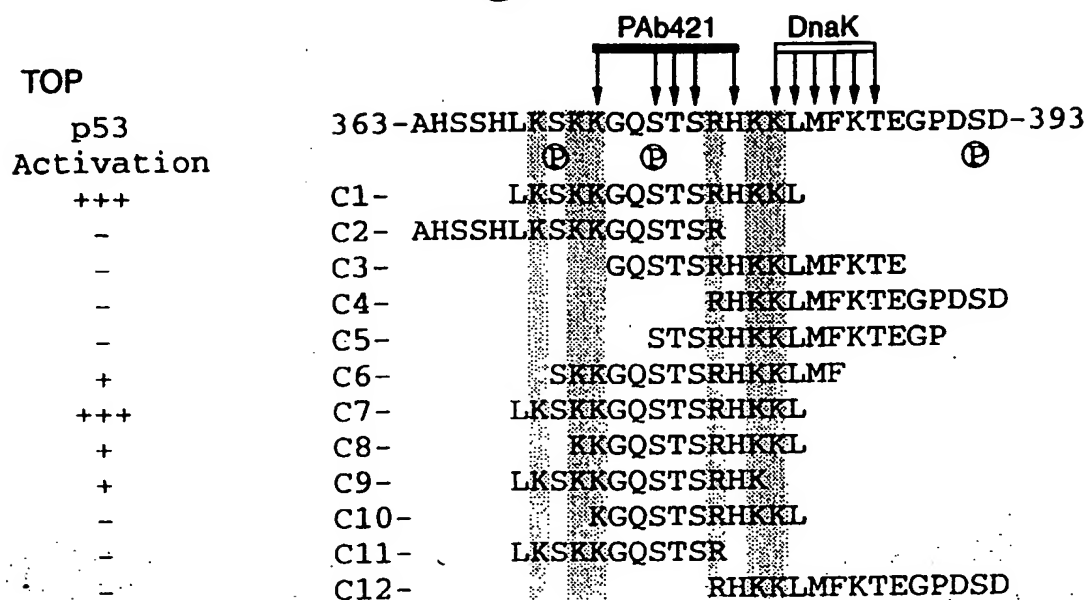 PAb421 DnaK
TOP
p53 363-AHSSHLKSKKGQSTSRHKKLMFKTEGPDSD-393
Activation Ⓟ Ⓟ Ⓟ
+++ C1- LKSKKGQSTSRHKKL
- C2- AHSSHLKSKKGQSTSR
- C3- GQSTSRHKKLMFKTE
- C4- RHKKLMFKTEGPDSD
- C5- STSRHKKLMFKTEGP
+ C6- SKKGQSTSRHKKLMF
+++ C7- LKSKKGQSTSRHKKL
+ C8- KKGQSTSRHKKL
+ C9- LKSKKGQSTSRHK
- C10- KGQSTSRHKKL
- C11- LKSKKGQSTSR
- C12- RHKKLMFKTEGPDSD